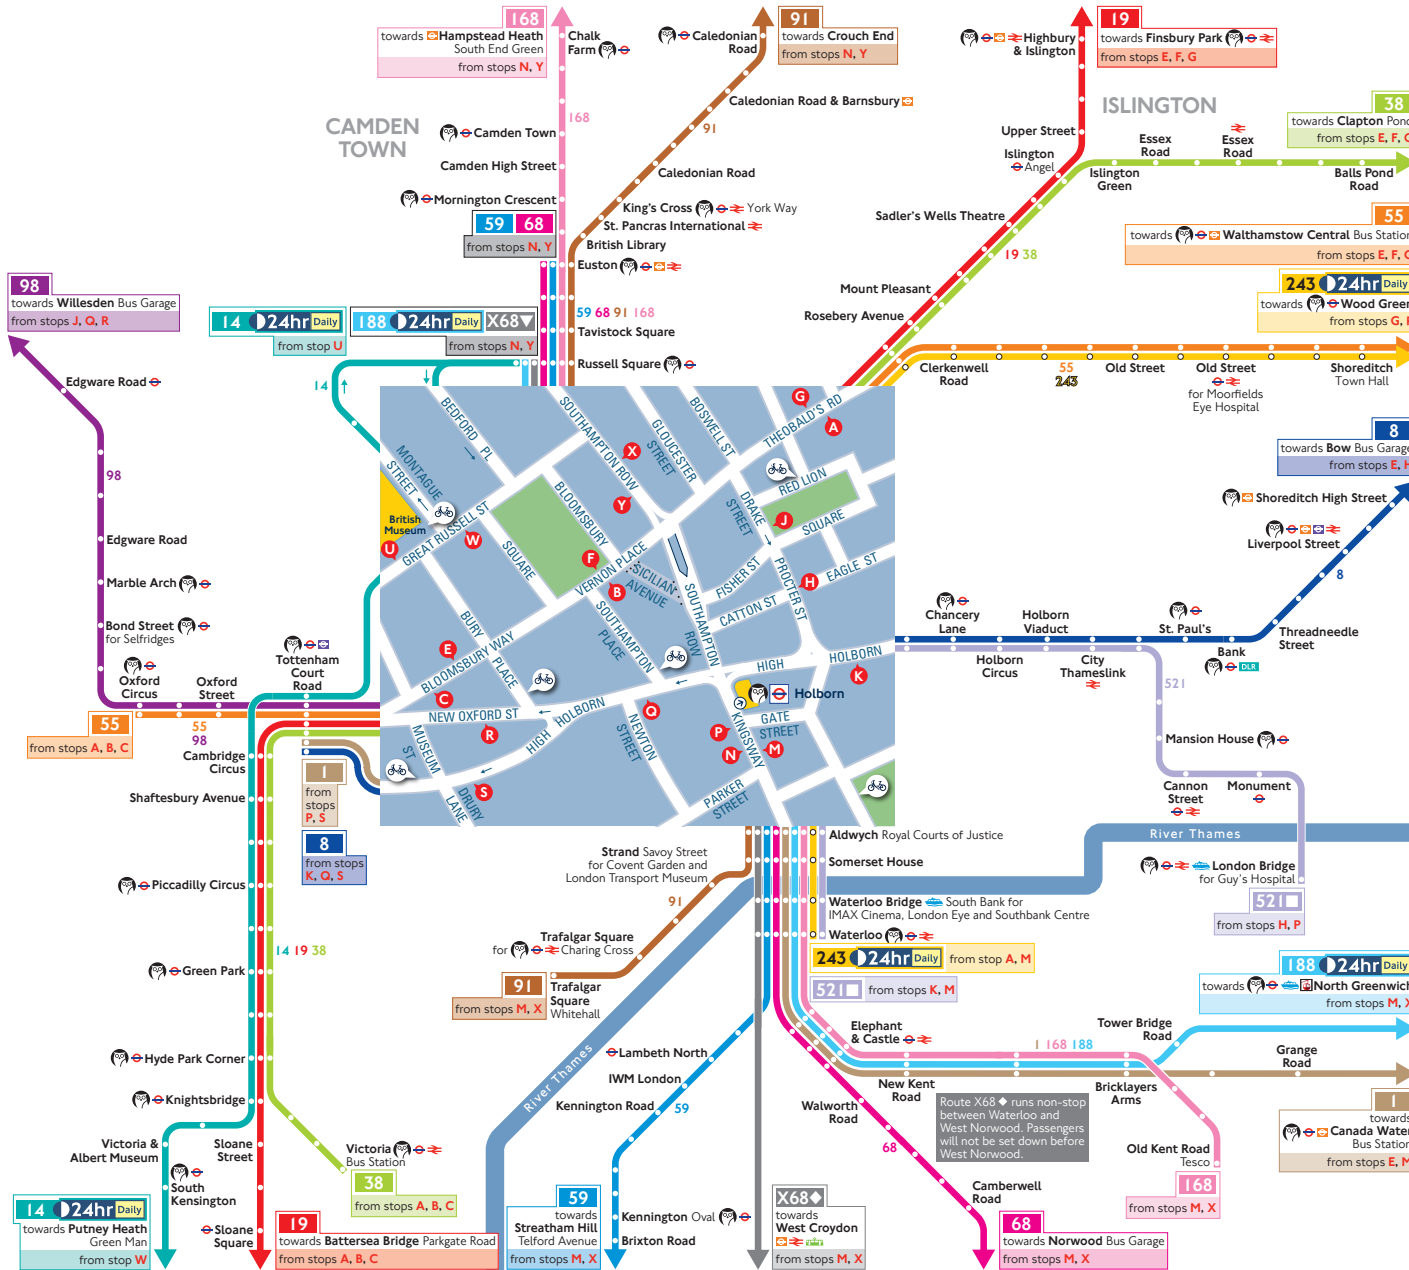 168
towards Hampstead Heath
South End Green
from stops N, Y
Chalk
Farm
Caledonian
Road
91
towards Crouch End
from stops N, Y
Highbury
& Islington
19
towards Finsbury Park
from stops E, F, G
CAMDEN
TOWN
168
Camden Town
Camden High Street
Mornington Crescent
Caledonian Road & Barnsbury
91
Caledonian Road
King's Cross York Way
St. Pancras International
British Library
Euston
59 68 91 168
Tavistock Square
Russell Square
59 68
from stops N, Y
ISLINGTON
Upper Street
Islington
Angel
Islington
Green
Essex
Road
Essex
Road
Balls Pond
Road
38
towards Clapton Pond
from stops E, F,
Sadler's Wells Theatre
19 38
Mount Pleasant
Rosebery Avenue
55
towards Walthamstow Central Bus Station
from stops E, F,
243 24hr Daily
towards Wood Green
from stops G,
Clerkenwell
Road
55
243
Old Street
Old Street
for Moorfields
Eye Hospital
Shoreditch
Town Hall
98
towards Willesden Bus Garage
from stops J, Q, R
14 24hr Daily
from stop U
188 24hr Daily X68
from stops N, Y
14
Edgware Road
98
Edgware Road
Marble Arch
Bond Street
for Selfridges
Oxford
Circus
Oxford
Street
Tottenham
Court
Road
55
from stops A, B, C
55
98
8
towards Bow Bus Garage
from stops E,
Shoreditch High Street
Liverpool Street
8
Threadneedle
Street
Bank
DLR
St. Paul's
City
Thameslink
Holborn
Viaduct
Holborn
Circus
Chancery
Lane
521
Mansion House
Cannon
Street
Monument
River Thames
London Bridge
for Guy's Hospital
521
from stops H, P
BEDFORD PL
MONTAGUE
STREET
SOUTHAMPTON ROW
GLOUCESTER
STREET
BOSWELL ST
THEOBALD'S RD
G
A
X
Y
British
Museum
U
GREAT RUSSELL ST
W
BLOOMSBURY
SQUARE
F
B
VERNON PLACE
SICILIAN
AVENUE
DRAKE
STREET
RED LION
SQUARE
J
FISHER ST
PROCTER ST
EAGLE ST
H
CATTON ST
SOUTHAMPTON
ROW
SOUTHAMPTON
PLACE
BURY
PLACE
E
BLOOMSBURY WAY
C
NEW OXFORD ST
R
HIGH HOLBORN
HIGH
HOLBORN
K
Holborn
Q
NEWTON
STREET
P
N
M
KINGSWAY
GATE
STREET
PARKER
STREET
MUSEUM
ST
S
DRURY
LANE
Cambridge
Circus
Shaftesbury Avenue
1
from
stops
P, S
8
from stops
K, Q, S
Piccadilly Circus
14 19 38
Green Park
Hyde Park Corner
Knightsbridge
Victoria &
Albert Museum
South
Kensington
Sloane
Street
Sloane
Square
Victoria
Bus Station
38
from stops A, B, C
14 24hr Daily
towards Putney Heath
Green Man
from stop W
19
towards Battersea Bridge Parkgate Road
from stops A, B, C
Strand Savoy Street
for Covent Garden and
London Transport Museum
91
Trafalgar Square
for Charing Cross
91
from stops M, X
Trafalgar
Square
Whitehall
Aldwych Royal Courts of Justice
Somerset House
Waterloo Bridge South Bank for
IMAX Cinema, London Eye and Southbank Centre
Waterloo
243 24hr Daily from stop A, M
521 from stops K, M
River Thames
Lambeth North
IWM London
Kennington Road
59
Kennington Oval
Brixton Road
59
towards
Streatham Hill
Telford Avenue
from stops M, X
X68
towards
West Croydon
from stops M, X
Elephant
& Castle
New Kent
Road
1 168 188
Bricklayers
Arms
Tower Bridge
Road
Grange
Road
188 24hr Daily
towards North Greenwich
from stops M,
1
towards
Canada Water
Bus Station
from stops E,
Walworth
Road
68
Route X68 runs non-stop
between Waterloo and
West Norwood. Passengers
will not be set down before
West Norwood.
Camberwell
Road
68
towards Norwood Bus Garage
from stops M, X
Old Kent Road
Tesco
168
from stops M, X